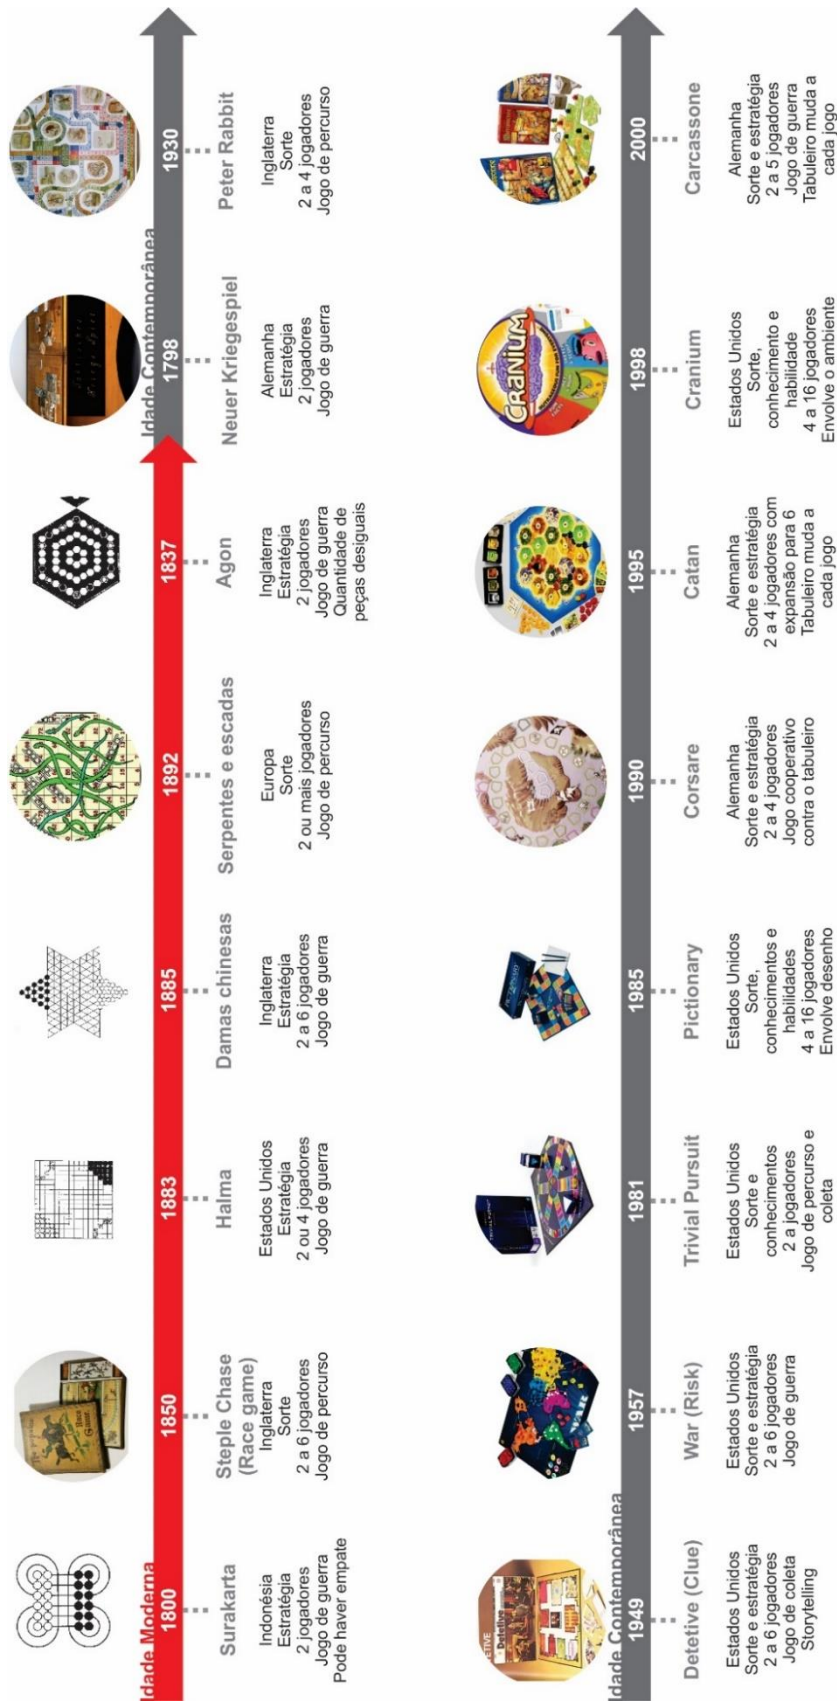 Idade Moderna
1800
Surakarta
Indonésia
Estratégia
2 jogadores
Jogo de guerra
Pode haver empate
1850
Steple Chase
(Race game)
Inglaterra
Sorte
2 a 6 jogadores
Jogo de percurso
1883
Halma
Estados Unidos
Estratégia
2 ou 4 jogadores
Jogo de guerra
1885
Damas chinesas
Inglaterra
Estratégia
2 a 6 jogadores
Jogo de guerra
1892
Serpentes e escadas
Europa
Sorte
2 ou mais jogadores
Jogo de percurso
1837
Agon
Inglaterra
Estratégia
2 jogadores
Jogo de guerra
Quantidade de
peças desiguais
Idade Contemporânea
1798
Neuer Kriegespiel
Alemanha
Estratégia
2 jogadores
Jogo de guerra
1930
Peter Rabbit
Inglaterra
Sorte
2 a 4 jogadores
Jogo de percurso
Idade Contemporânea
Detetive
1949
Detetive (Clue)
Estados Unidos
Sorte e estratégia
2 a 6 jogadores
Jogo de coleta
Storytelling
1957
War (Risk)
Estados Unidos
Sorte e estratégia
2 a 6 jogadores
Jogo de guerra
1981
Trivial Pursuit
Estados Unidos
Sorte e
conhecimentos
2 a jogadores
Jogo de percurso e
coleta
1985
Pictionary
Estados Unidos
Sorte,
conhecimentos e
habilidades
4 a 16 jogadores
Envolve desenho
1990
Corsare
Alemanha
Sorte e estratégia
2 a 4 jogadores
Jogo cooperativo
contra o tabuleiro
1995
Catan
Alemanha
Sorte e estratégia
2 a 4 jogadores com
expansão para 6
Tabuleiro muda a
cada jogo
CRANIUM
1998
Cranium
Estados Unidos
Sorte,
conhecimento e
habilidade
4 a 16 jogadores
Envolve o ambiente
2000
Carcassone
Alemanha
Sorte e estratégia
2 a 5 jogadores
Jogo de guerra
Tabuleiro muda a
cada jogo